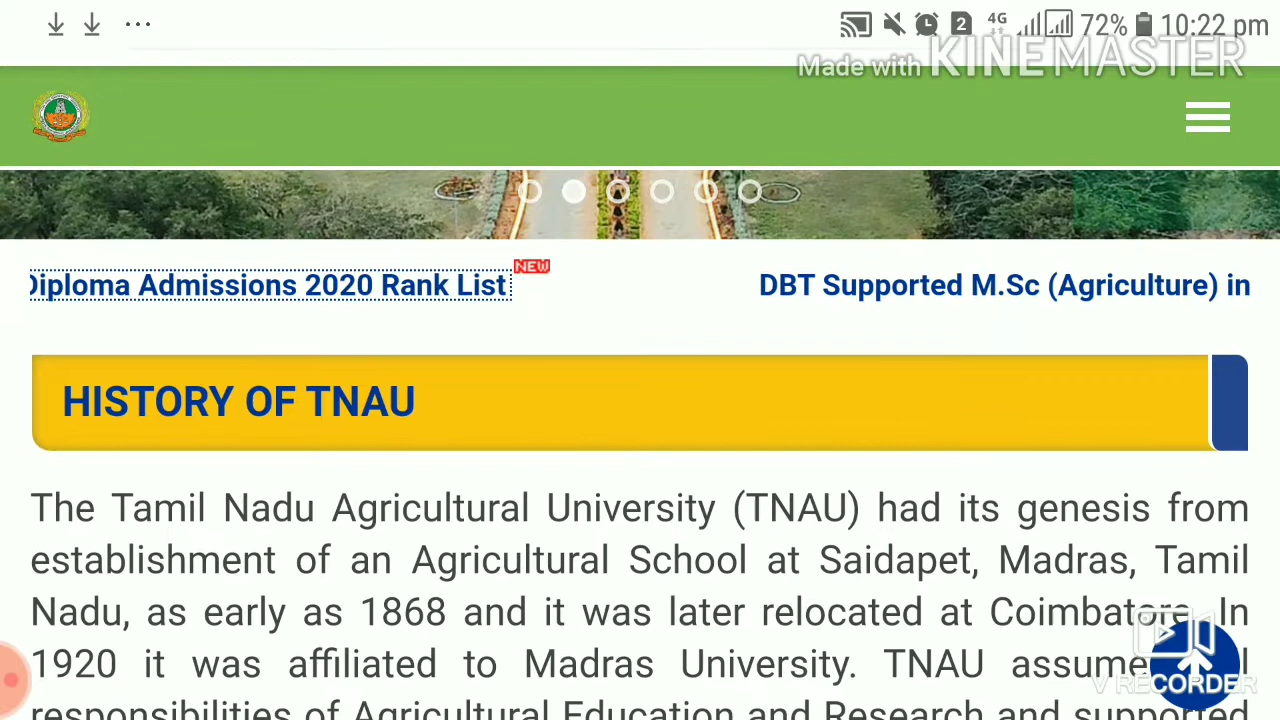 2 4G 72% 10:22 pm
Made with KINEMASTER
Diploma Admissions 2020 Rank List NEW DBT Supported M.Sc (Agriculture) in
HISTORY OF TNAU
The Tamil Nadu Agricultural University (TNAU) had its genesis from
establishment of an Agricultural School at Saidapet, Madras, Tamil
Nadu, as early as 1868 and it was later relocated at Coimbatore. In
1920 it was affiliated to Madras University. TNAU assume
V RECORDER
responsibilities of Agricultural Education and Research and supported